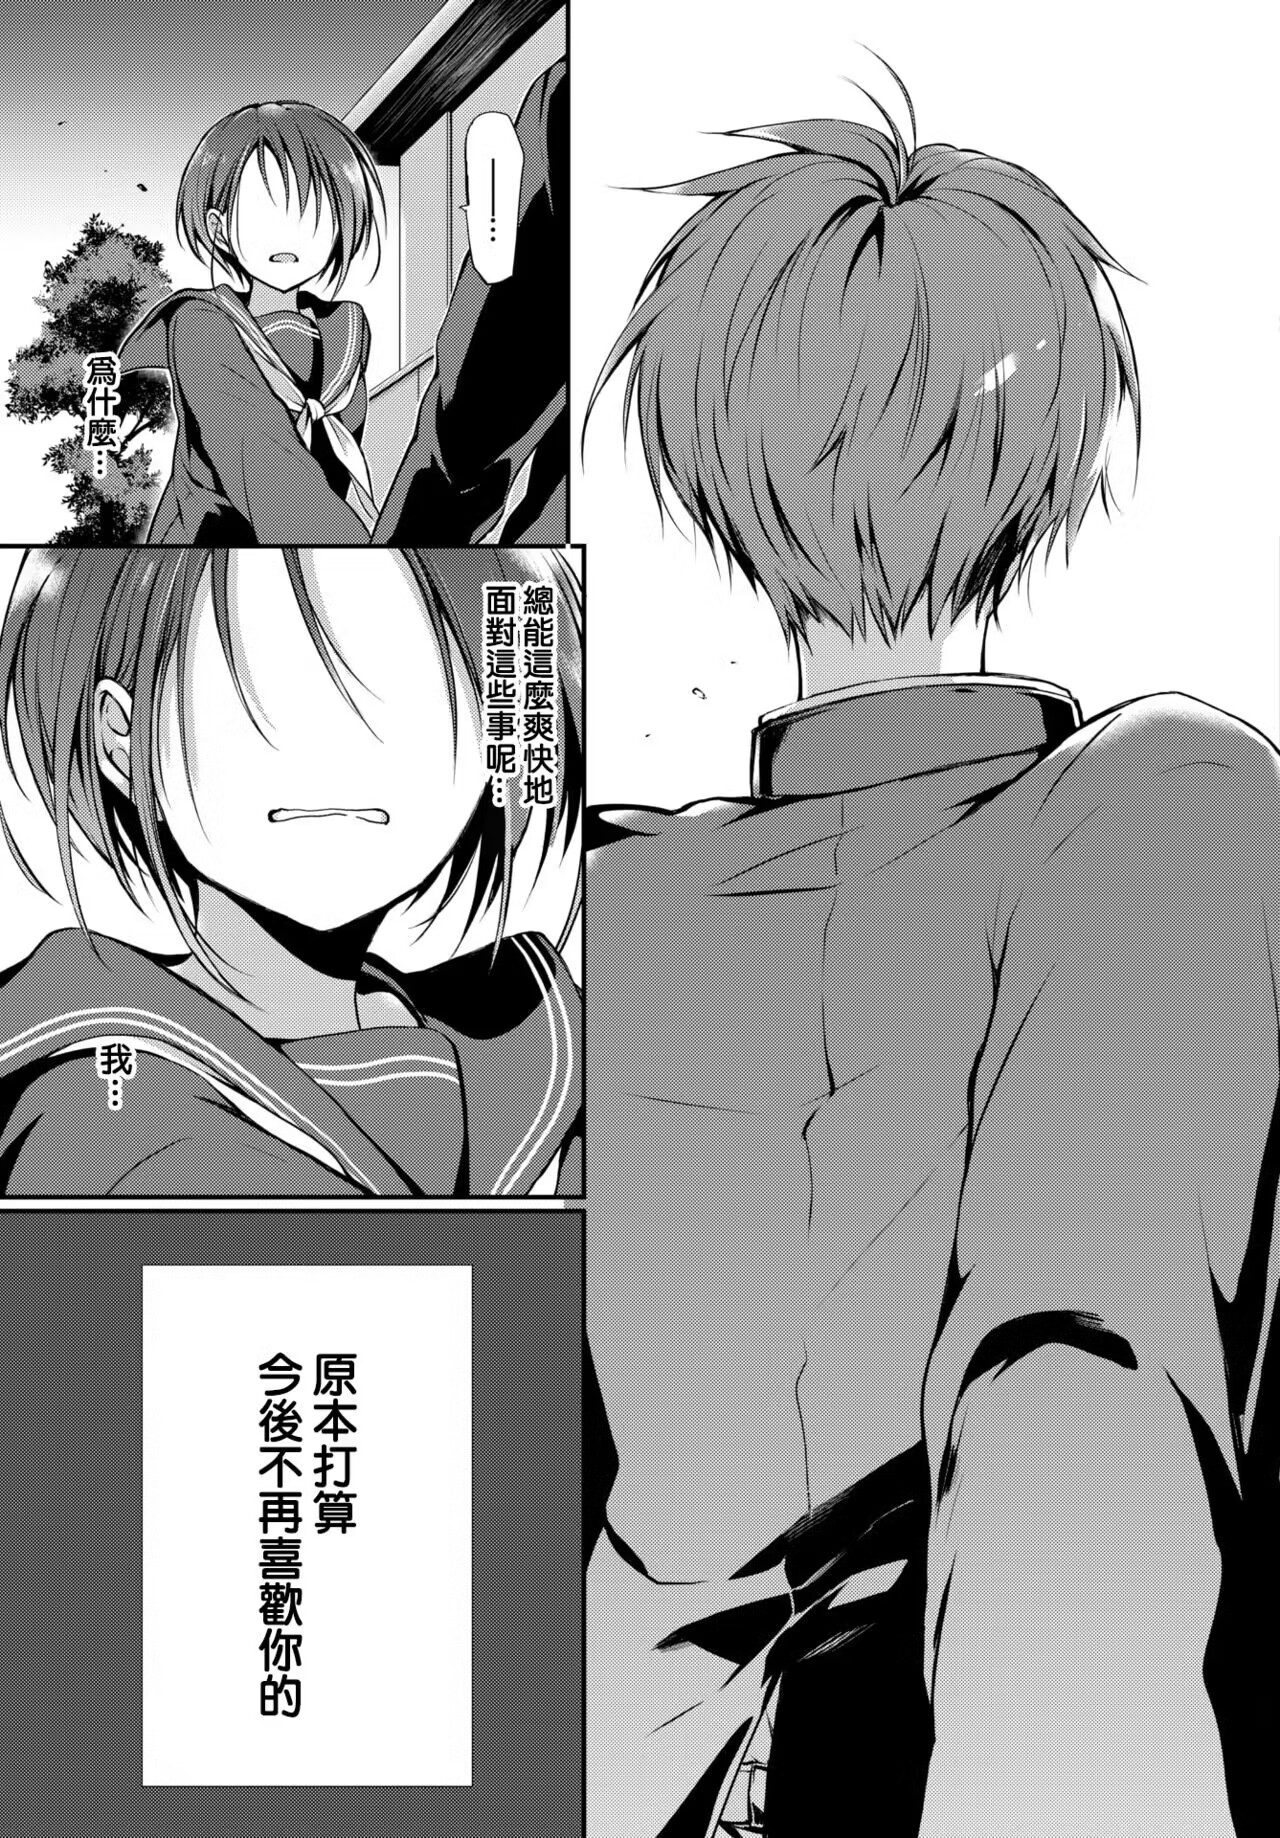 ——…
為什麼…
總能這麼爽快地
面對這些事呢…
我…
原本打算
今後不再喜歡你的